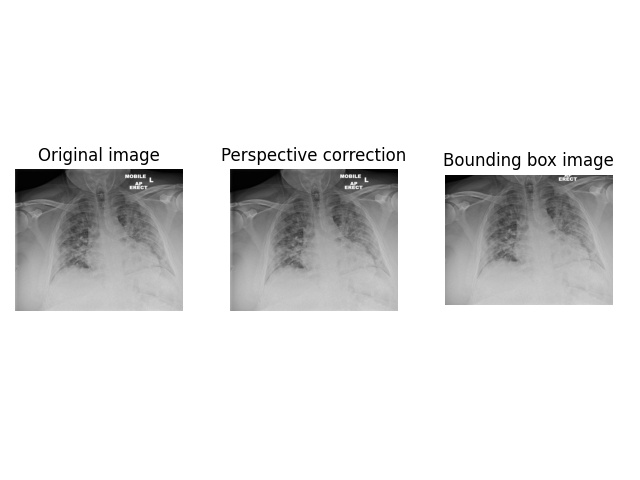 Original image
Perspective correction
Bounding box image
MOBILE
L
AP
ERECT
MOBILE
L
AP
ERECT
ERECT